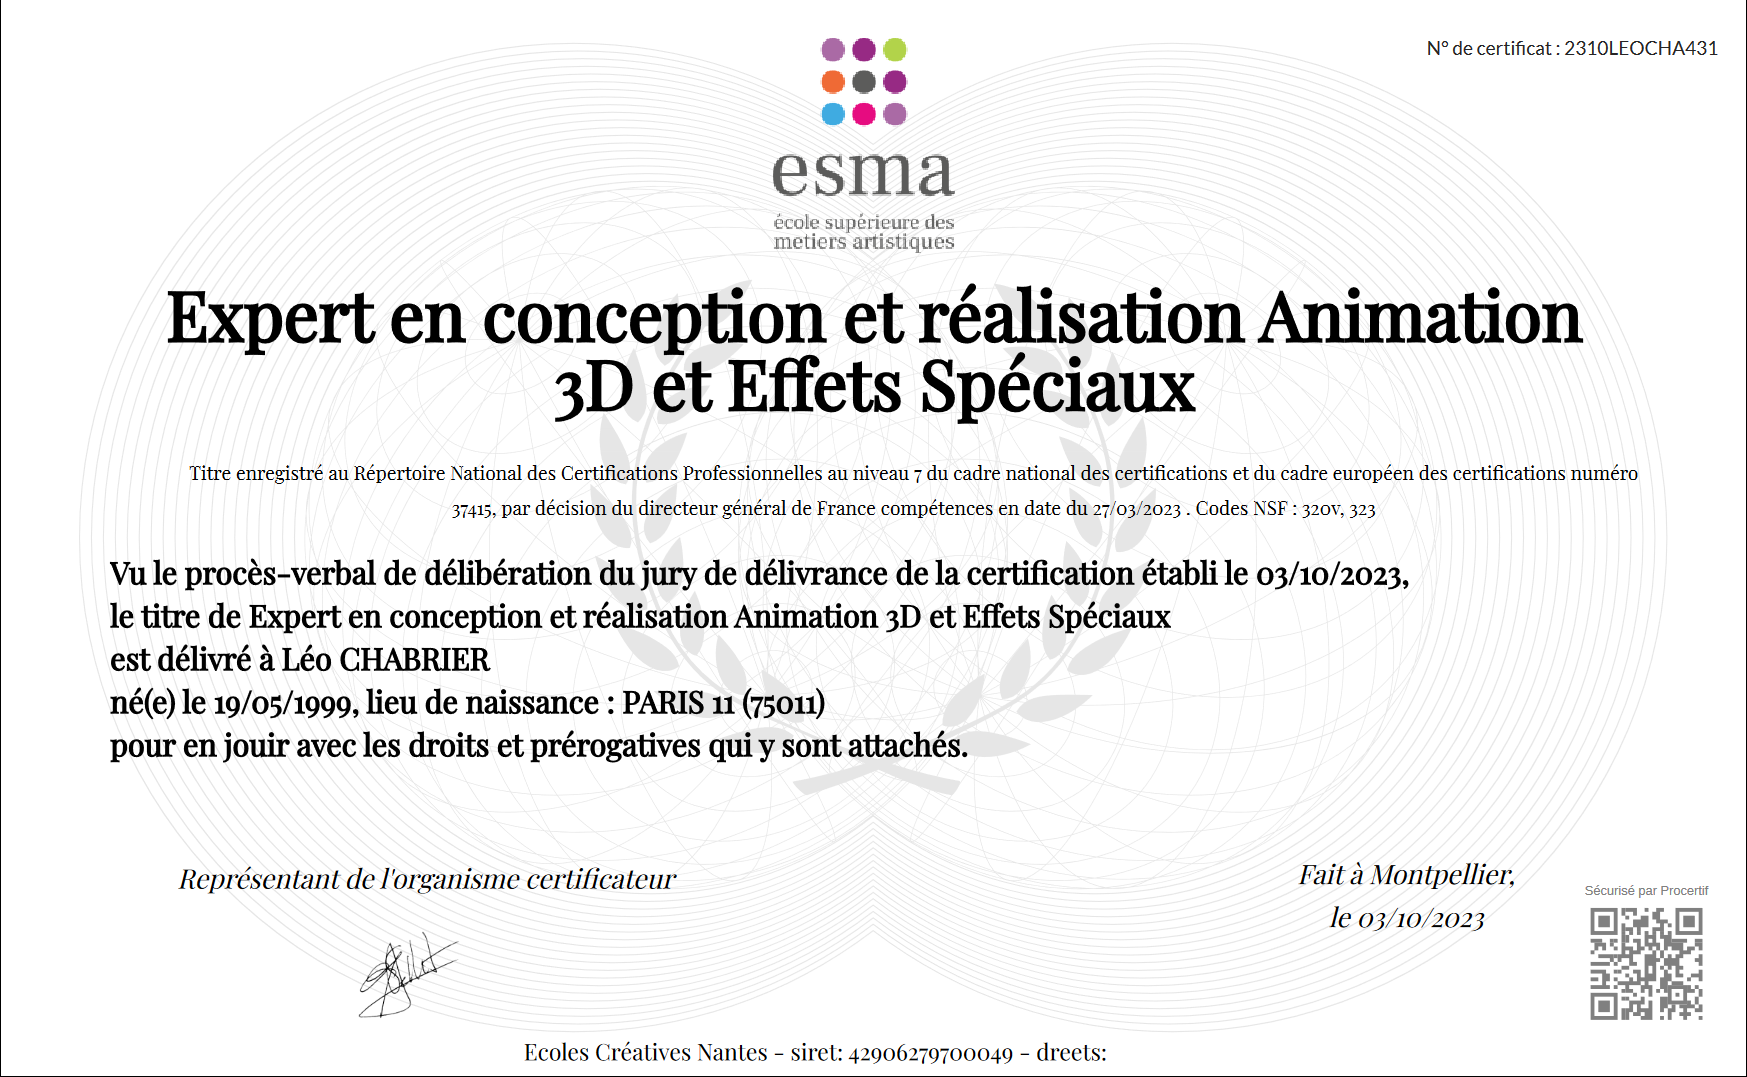 N° de certificat : 2310LEOCHA431
esma
école supérieure des
metiers artistiques
Expert en conception et réalisation Animation
3D et Effets Spéciaux
Titre enregistré au Répertoire National des Certifications Professionnelles au niveau 7 du cadre national des certifications et du cadre européen des certifications numéro
37415, par décision du directeur général de France compétences en date du 27/03/2023 . Codes NSF : 320v, 323
Vu le procès-verbal de délibération du jury de délivrance de la certification établi le 03/10/2023,
le titre de Expert en conception et réalisation Animation 3D et Effets Spéciaux
est délivré à Léo CHABRIER
né(e) le 19/05/1999, lieu de naissance : PARIS 11 (75011)
pour en jouir avec les droits et prérogatives qui y sont attachés.
Représentant de l'organisme certificateur
Fait à Montpellier,
le 03/10/2023
Sécurisé par Procertif
Ecoles Créatives Nantes - siret: 42906279700049 - dreets: